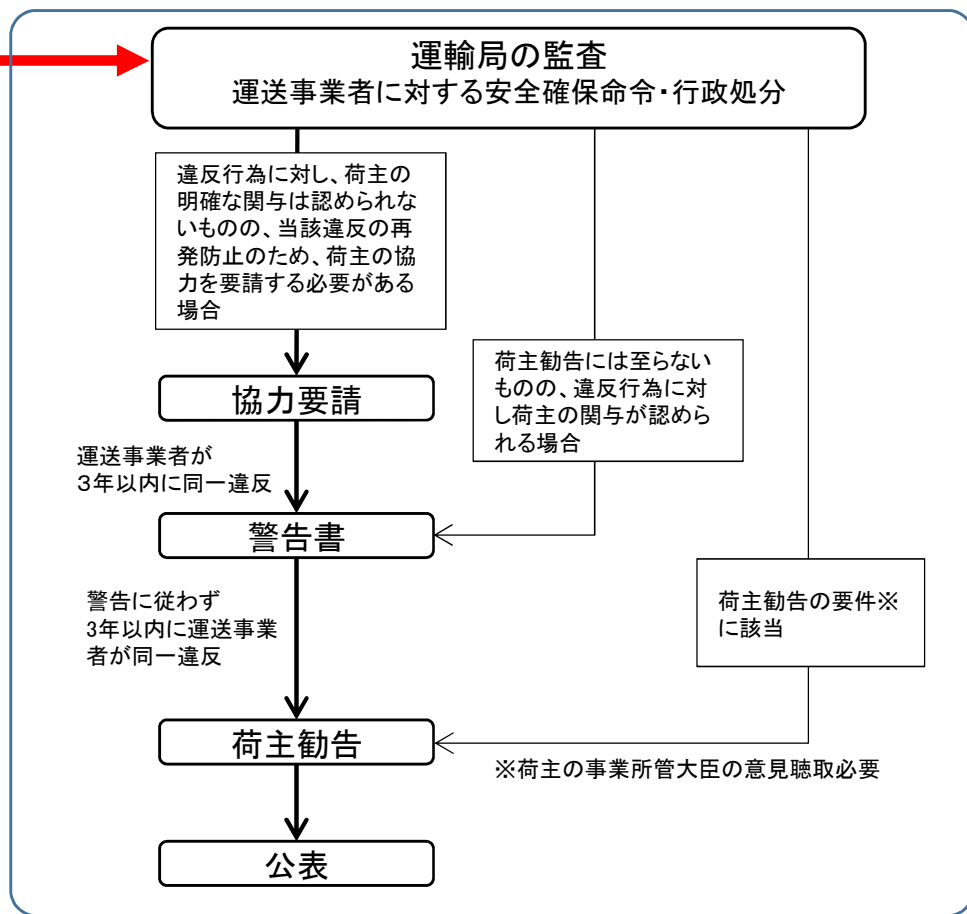 運輸局の監査
運送事業者に対する安全確保命令・行政処分
違反行為に対し、荷主の
明確な関与は認められな
いものの、当該違反の再
発防止のため、荷主の協
力を要請する必要がある
場合
荷主勧告には至らない
ものの、違反行為に対
し荷主の関与が認めら
れる場合
協力要請
運送事業者が
３年以内に同一違反
警告書
警告に従わず
3年以内に運送事業
者が同一違反
荷主勧告の要件※
に該当
荷主勧告
※荷主の事業所管大臣の意見聴取必要
公表